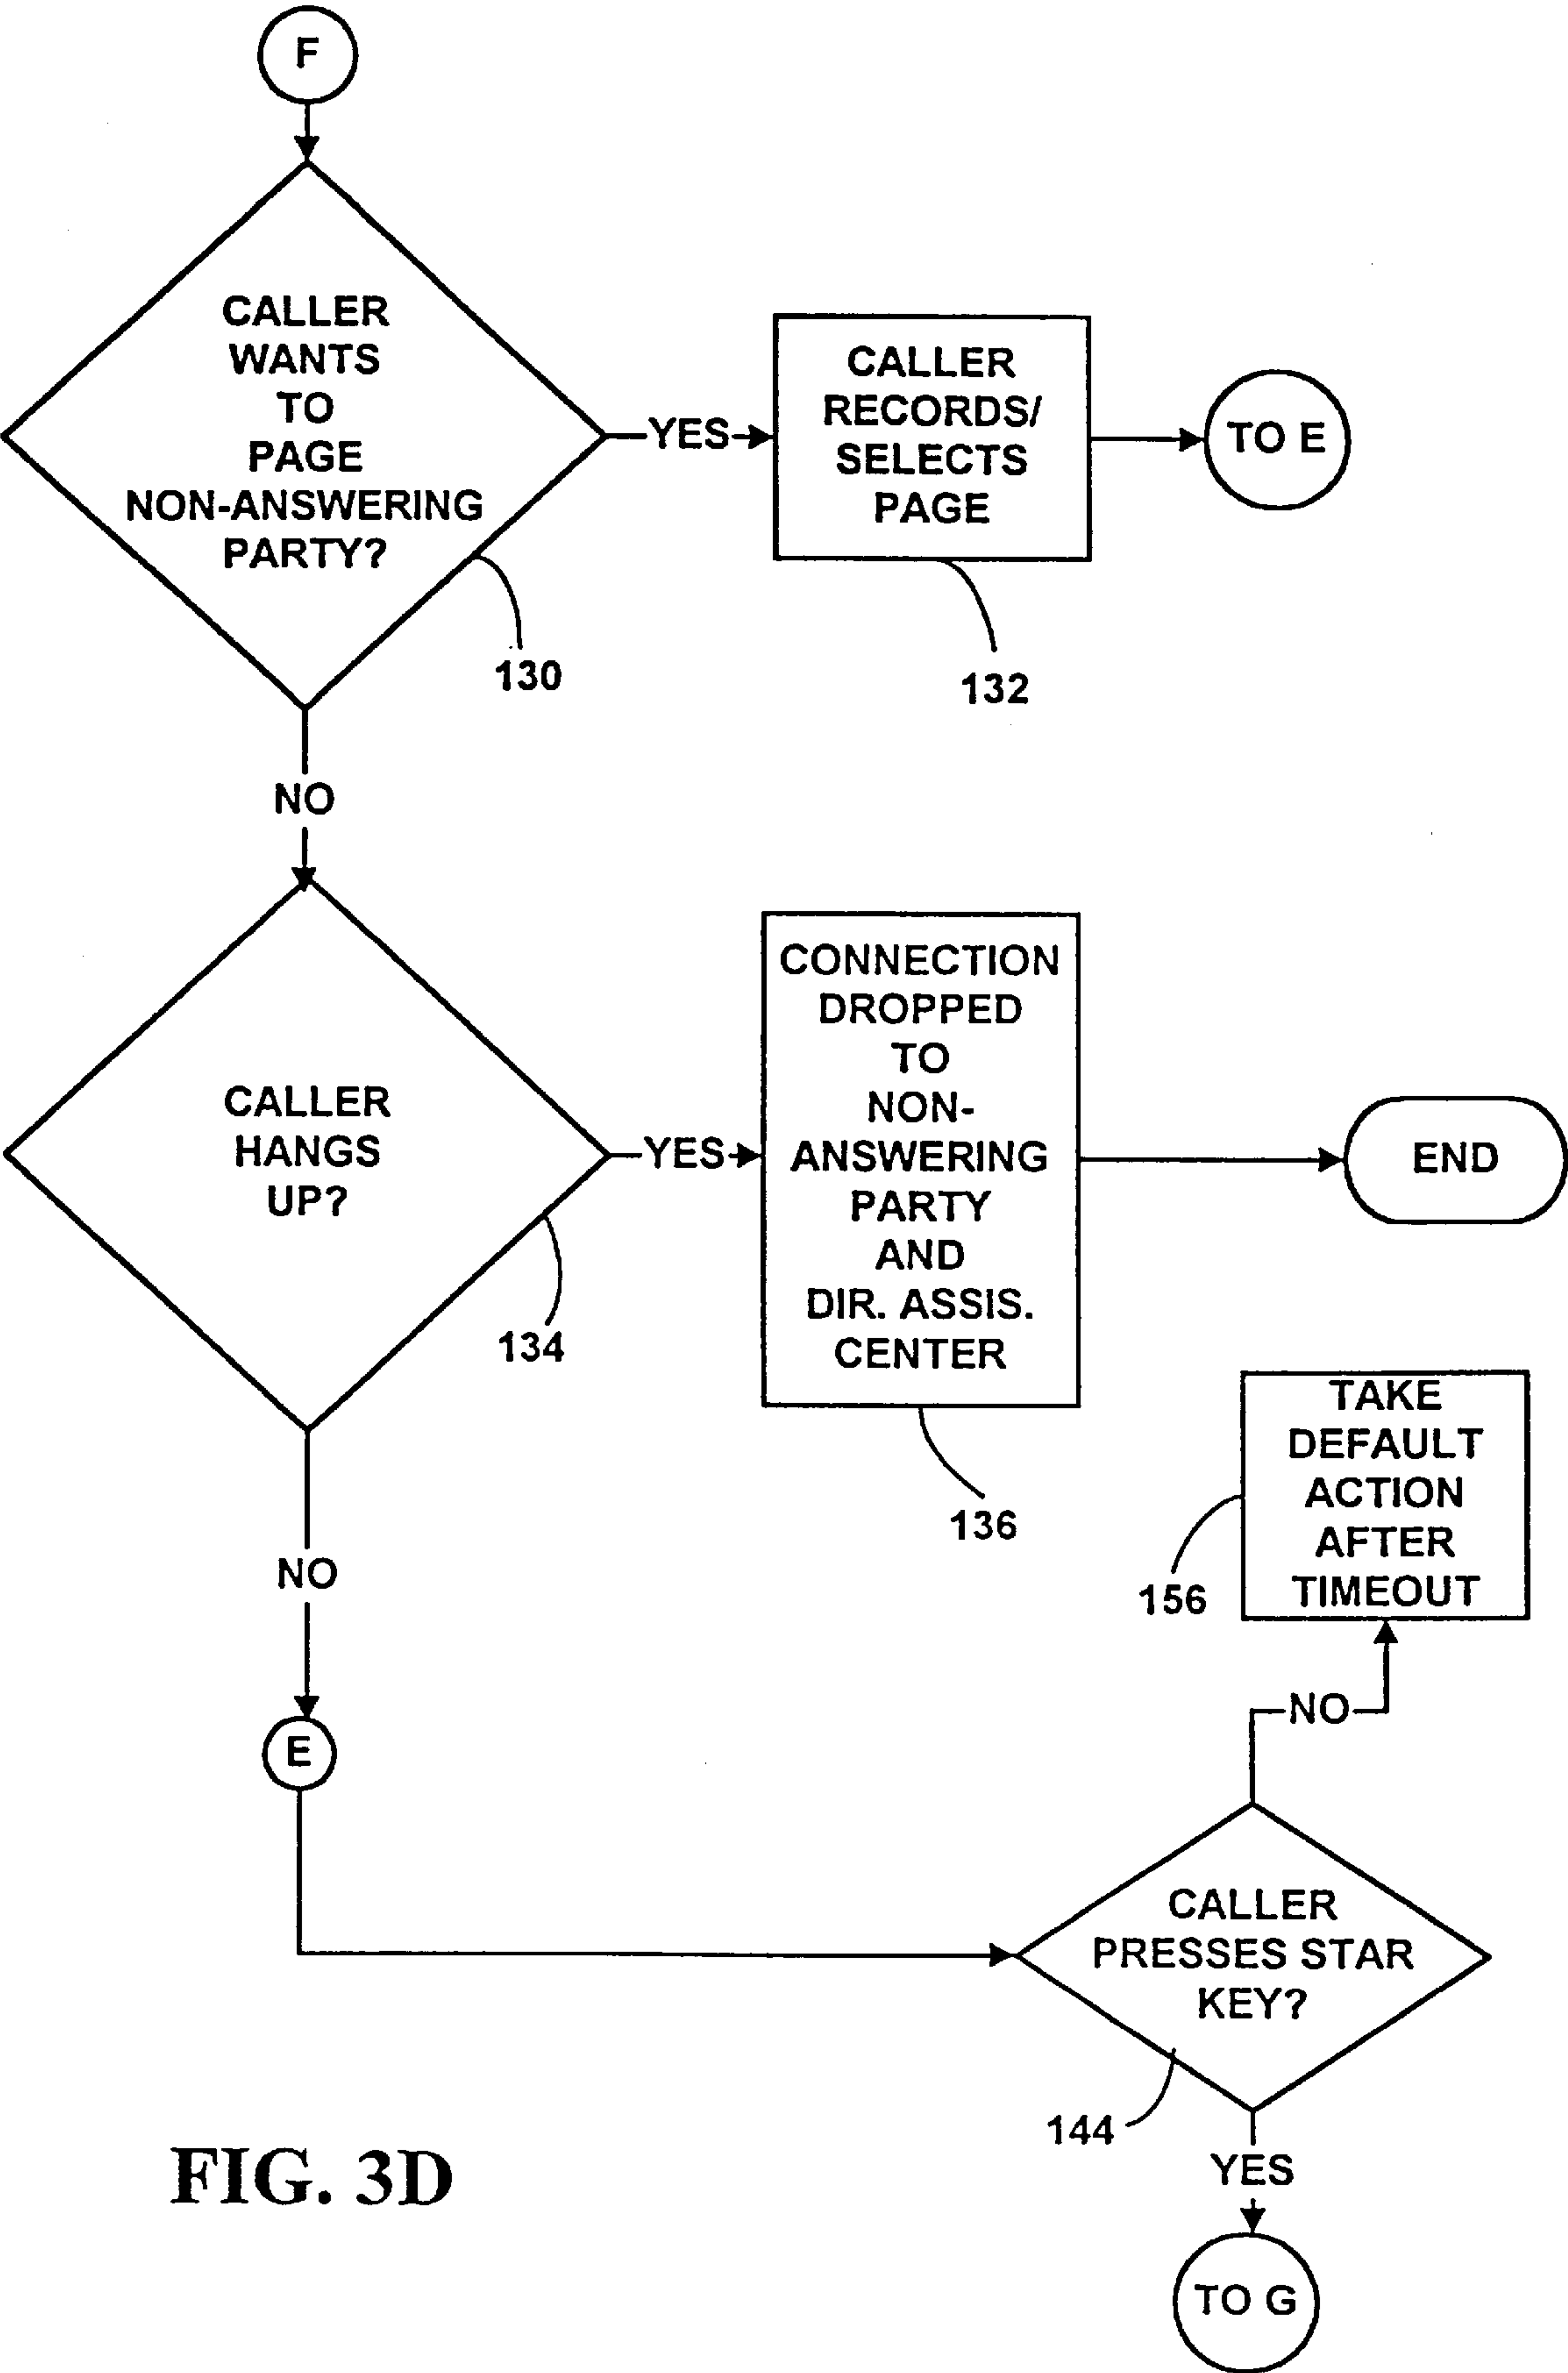 F
CALLER
WANTS
TO
PAGE
NON-ANSWERING
PARTY?
YES
CALLER
RECORDS/
SELECTS
PAGE
TO E
130
132
NO
CALLER
HANGS
UP?
YES
CONNECTION
DROPPED
TO
NON-
ANSWERING
PARTY
AND
DIR. ASSIS.
CENTER
END
134
136
TAKE
DEFAULT
ACTION
AFTER
TIMEOUT
156
NO
NO
E
CALLER
PRESSES STAR
KEY?
144
YES
TO G
FIG. 3D